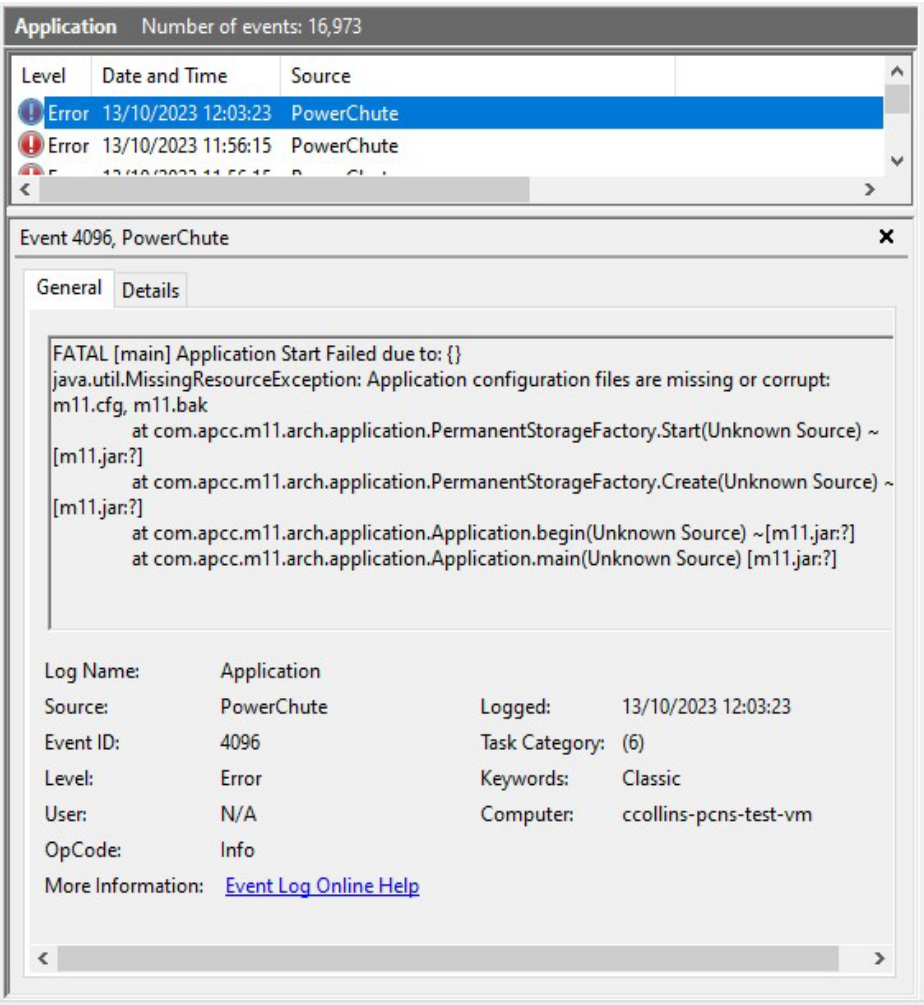 Application Number of events: 16,973
Level Date and Time Source
Error 13/10/2023 12:03:23 PowerChute
Error 13/10/2023 11:56:15 PowerChute
Event 4096, PowerChute
General Details
FATAL [main] Application Start Failed due to: {}
java.util.MissingResourceException: Application configuration files are missing or corrupt:
m11.cfg, m11.bak
at com.apcc.m11.arch.application.PermanentStorageFactory.Start(Unknown Source) ~
[m11.jar:?]
at com.apcc.m11.arch.application.PermanentStorageFactory.Create(Unknown Source) ~
[m11.jar:?]
at com.apcc.m11.arch.application.Application.begin(Unknown Source) ~[m11.jar:?]
at com.apcc.m11.arch.application.Application.main(Unknown Source) [m11.jar:?]
Log Name: Application
Source: PowerChute Logged: 13/10/2023 12:03:23
Event ID: 4096 Task Category: (6)
Level: Error Keywords: Classic
User: N/A Computer: ccollins-pcns-test-vm
OpCode: Info
More Information: Event Log Online Help